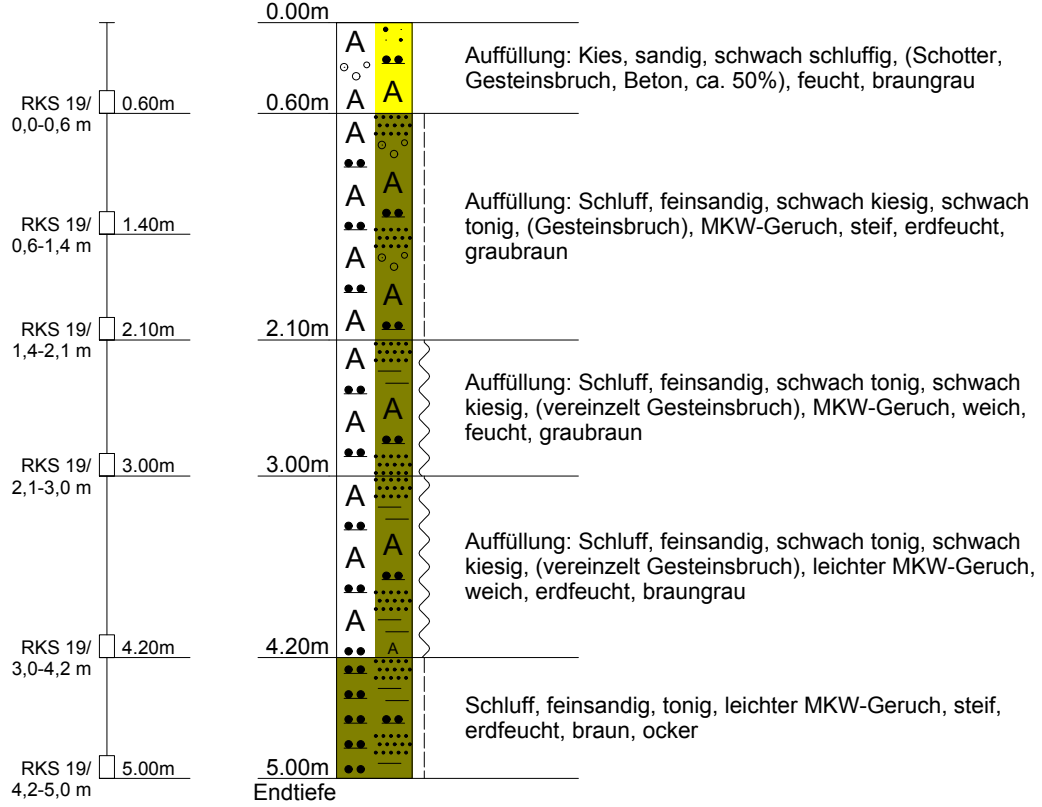 0.00m
A
Auffüllung: Kies, sandig, schwach schluffig, (Schotter,
Gesteinsbruch, Beton, ca. 50%), feucht, braungrau
A
A
RKS 19/
0,0-0,6 m
0.60m
0.60m
A
A
Auffüllung: Schluff, feinsandig, schwach kiesig, schwach
tonig, (Gesteinsbruch), MKW-Geruch, steif, erdfeucht,
graubraun
A
RKS 19/
0,6-1,4 m
1.40m
A
A
A
RKS 19/
1,4-2,1 m
2.10m
2.10m
A
Auffüllung: Schluff, feinsandig, schwach tonig, schwach
kiesig, (vereinzelt Gesteinsbruch), MKW-Geruch, weich,
feucht, graubraun
A
A
A
RKS 19/
2,1-3,0 m
3.00m
3.00m
A
Auffüllung: Schluff, feinsandig, schwach tonig, schwach
kiesig, (vereinzelt Gesteinsbruch), leichter MKW-Geruch,
weich, erdfeucht, braungrau
A
A
A
A
RKS 19/
3,0-4,2 m
4.20m
4.20m
Schluff, feinsandig, tonig, leichter MKW-Geruch, steif,
erdfeucht, braun, ocker
RKS 19/
4,2-5,0 m
5.00m
5.00m
Endtiefe